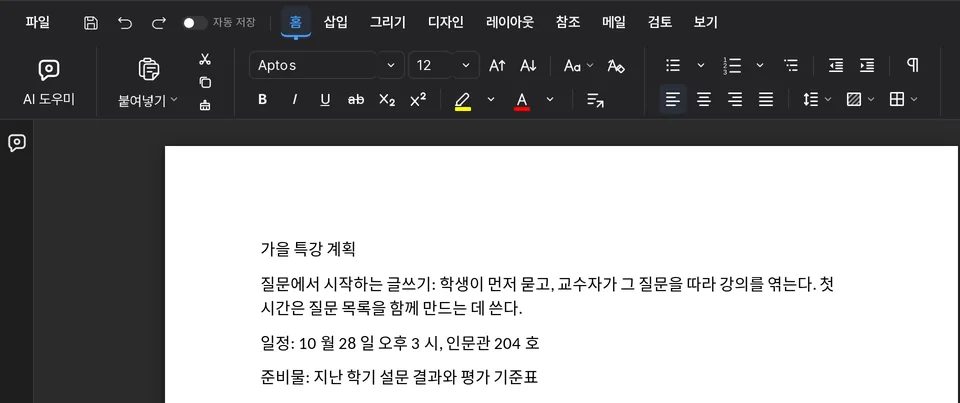 파일 자동 저장 홈 삽입 그리기 디자인 레이아웃 참조 메일 검토 보기
Aptos 12
AI 도우미 붙여넣기
가을 특강 계획
질문에서 시작하는 글쓰기: 학생이 먼저 묻고, 교수자가 그 질문을 따라 강의를 엮는다. 첫
시간은 질문 목록을 함께 만드는 데 쓴다.
일정: 10 월 28 일 오후 3 시, 인문관 204 호
준비물: 지난 학기 설문 결과와 평가 기준표